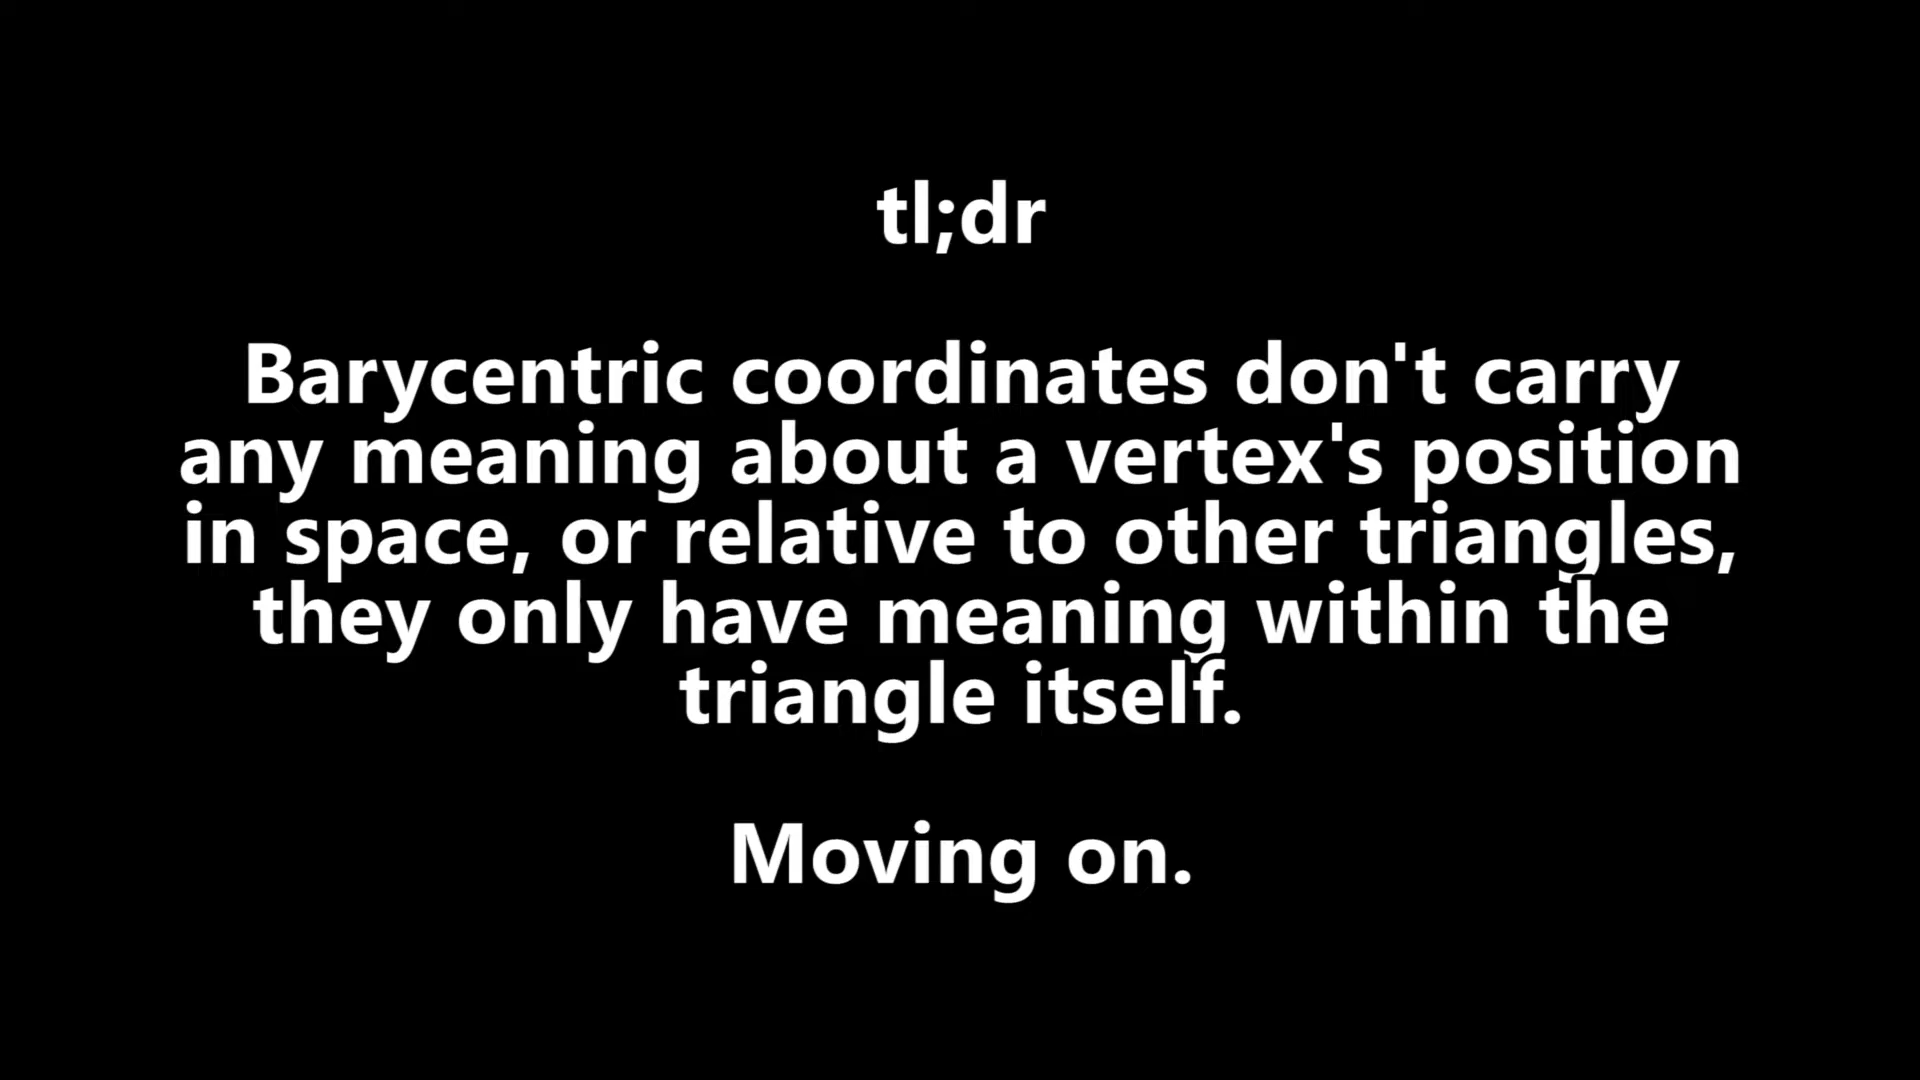 tl;dr
Barycentric coordinates don't carry
any meaning about a vertex's position
in space, or relative to other triangles,
they only have meaning within the
triangle itself.
Moving on.